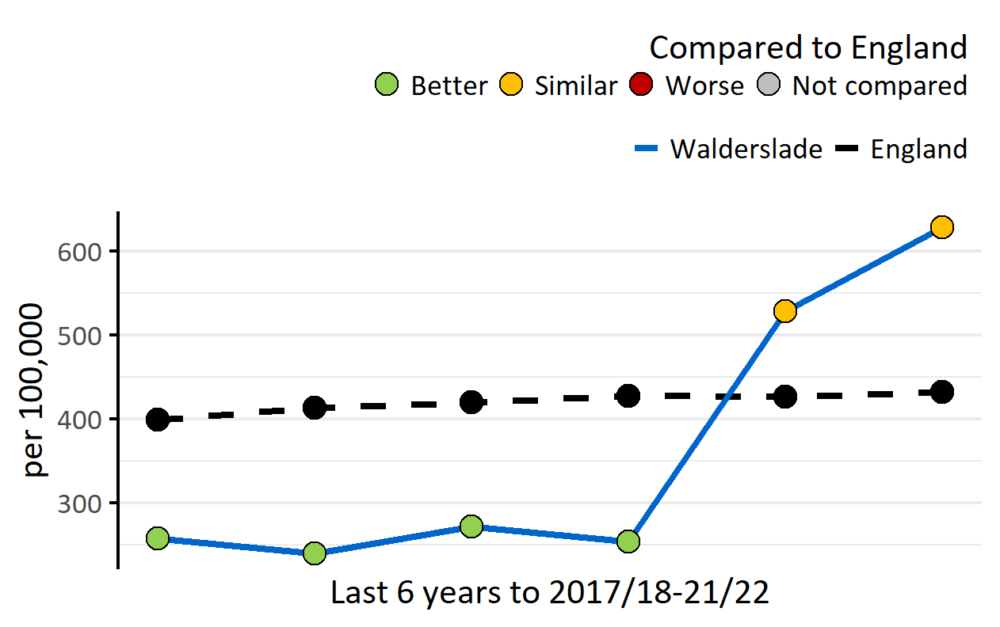 Compared to England
Better Similar Worse Not compared
Walderslade England
600
500
400
300
per 100,000
Last 6 years to 2017/18-21/22